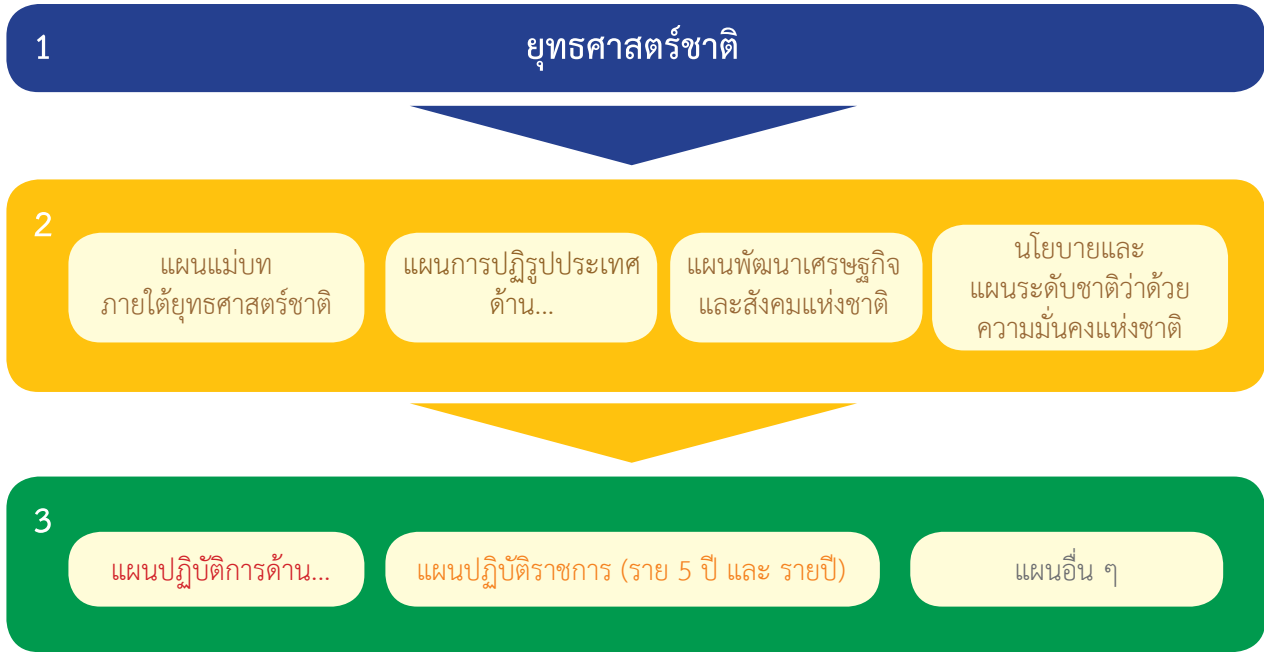 1
ยุทธศาสตร์ชาติ
2
แผนแม่บท
ภายใต้ยุทธศาสตร์ชาติ
แผนการปฏิรูปประเทศ
ด้าน...
แผนพัฒนาเศรษฐกิจ
และสังคมแห่งชาติ
นโยบายและ
แผนระดับชาติว่าด้วย
ความมั่นคงแห่งชาติ
3
แผนปฏิบัติการด้าน...
แผนปฏิบัติราชการ (ราย 5 ปี และ รายปี)
แผนอื่น ๆ